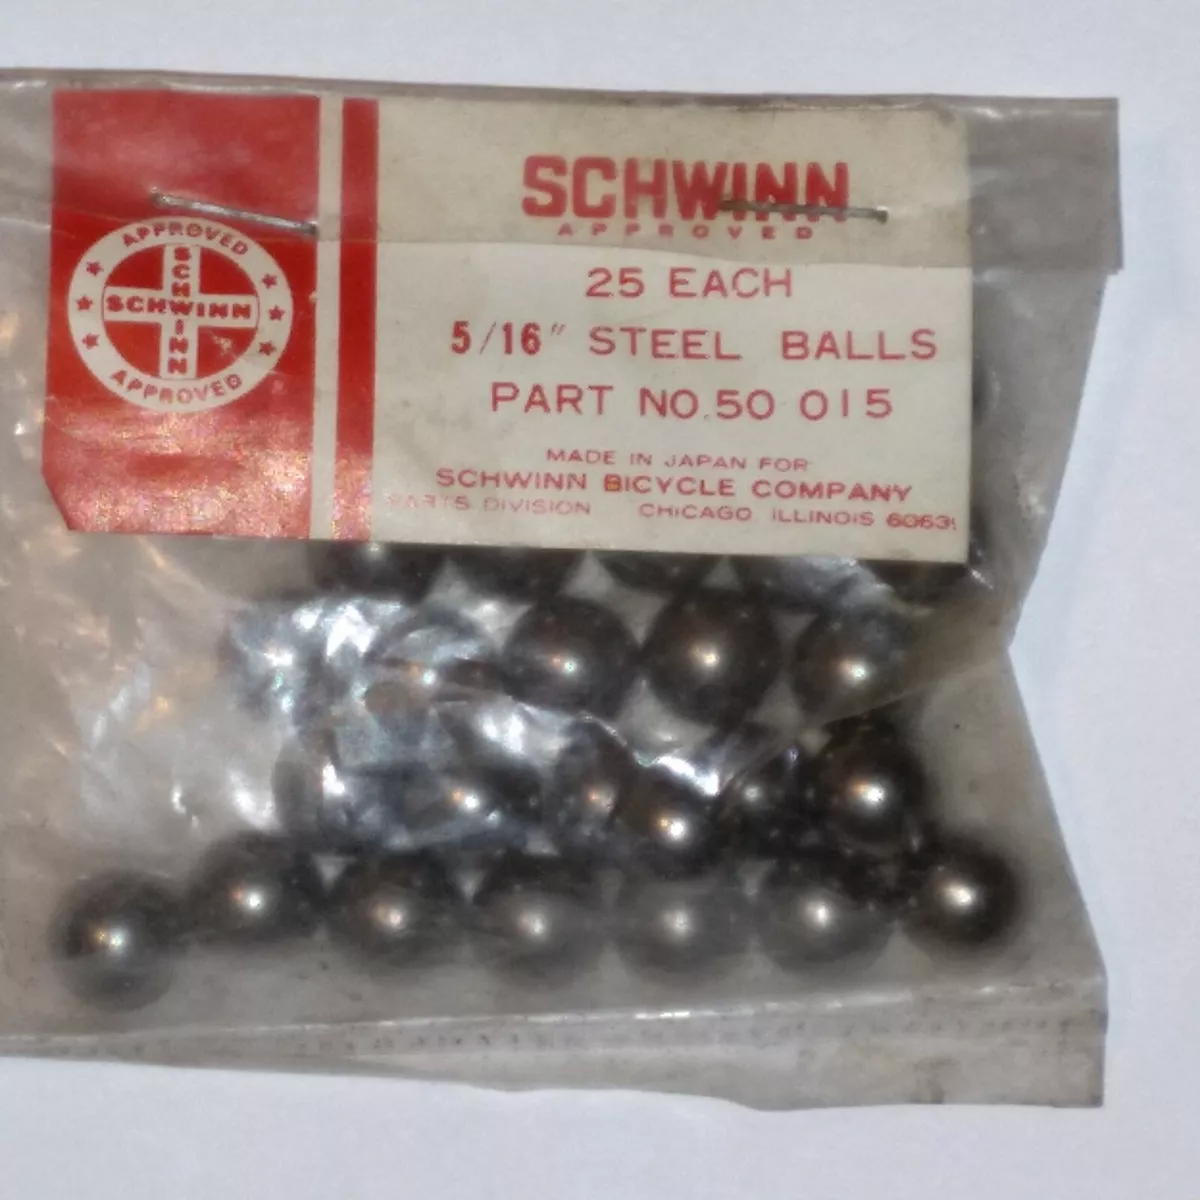 APPROVED
SCHWINN
SCHWINN
APPROVED
SCHWINN
APPROVED
25 EACH
5/16" STEEL BALLS
PART NO. 50 015
MADE IN JAPAN FOR
SCHWINN BICYCLE COMPANY
PARTS DIVISION CHICAGO ILLINOIS